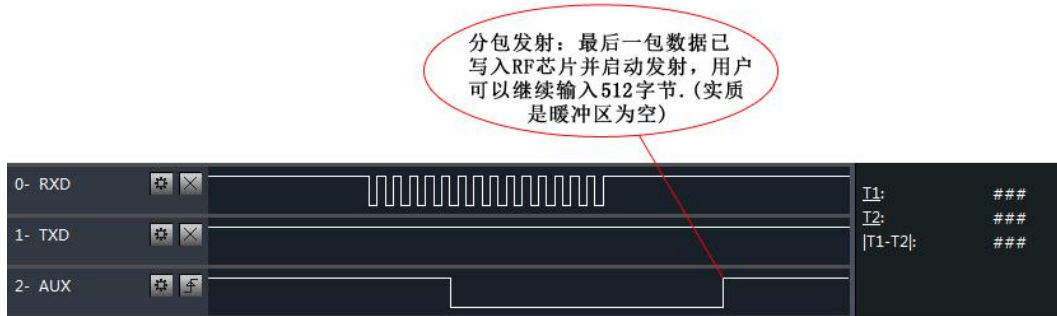 分包发射：最后一包数据已
写入RF芯片并启动发射，用户
可以继续输入512字节.(实质
是暖冲区为空)
0- RXD
T1: ###
1- TXD
T2: ###
|T1-T2|: ###
2- AUX